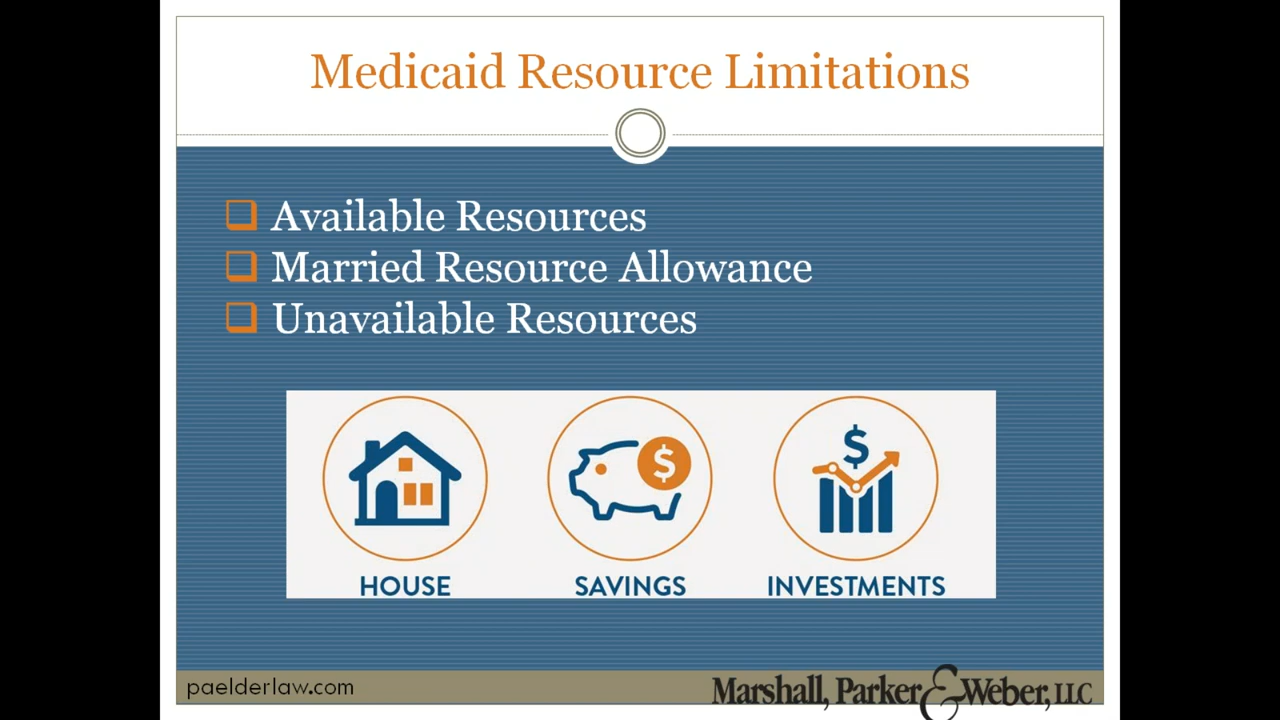 Medicaid Resource Limitations
Available Resources
Married Resource Allowance
Unavailable Resources
$
$
HOUSE
SAVINGS
INVESTMENTS
paelderlaw.com
Marshall, Parker & Weber, LLC